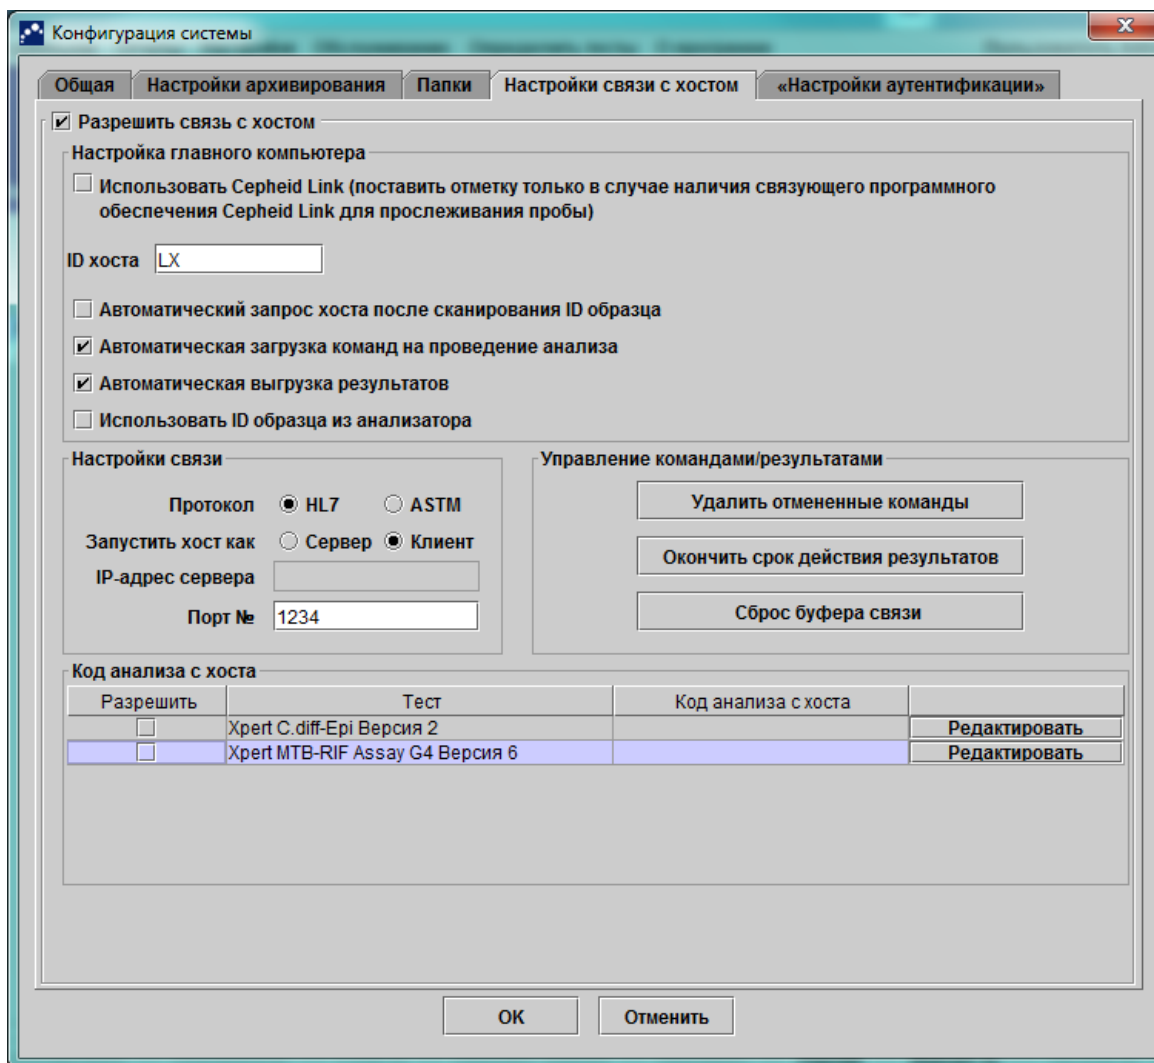 Конфигурация системы
Общая
Настройки архивирования
Папки
Настройки связи с хостом
«Настройки аутентификации»
Разрешить связь с хостом
Настройка главного компьютера
Использовать Cepheid Link (поставить отметку только в случае наличия связующего программного
обеспечения Cepheid Link для прослеживания пробы)
ID хоста LX
Автоматический запрос хоста после сканирования ID образца
Автоматическая загрузка команд на проведение анализа
Автоматическая выгрузка результатов
Использовать ID образца из анализатора
Настройки связи
Протокол HL7 ASTM
Запустить хост как Сервер Клиент
IP-адрес сервера
Порт № 1234
Управление командами/результатами
Удалить отмененные команды
Окончить срок действия результатов
Сброс буфера связи
Код анализа с хоста
Разрешить Тест Код анализа с хоста
Xpert C.diff-Epi Версия 2 Редактировать
Xpert MTB-RIF Assay G4 Версия 6 Редактировать
OK Отменить